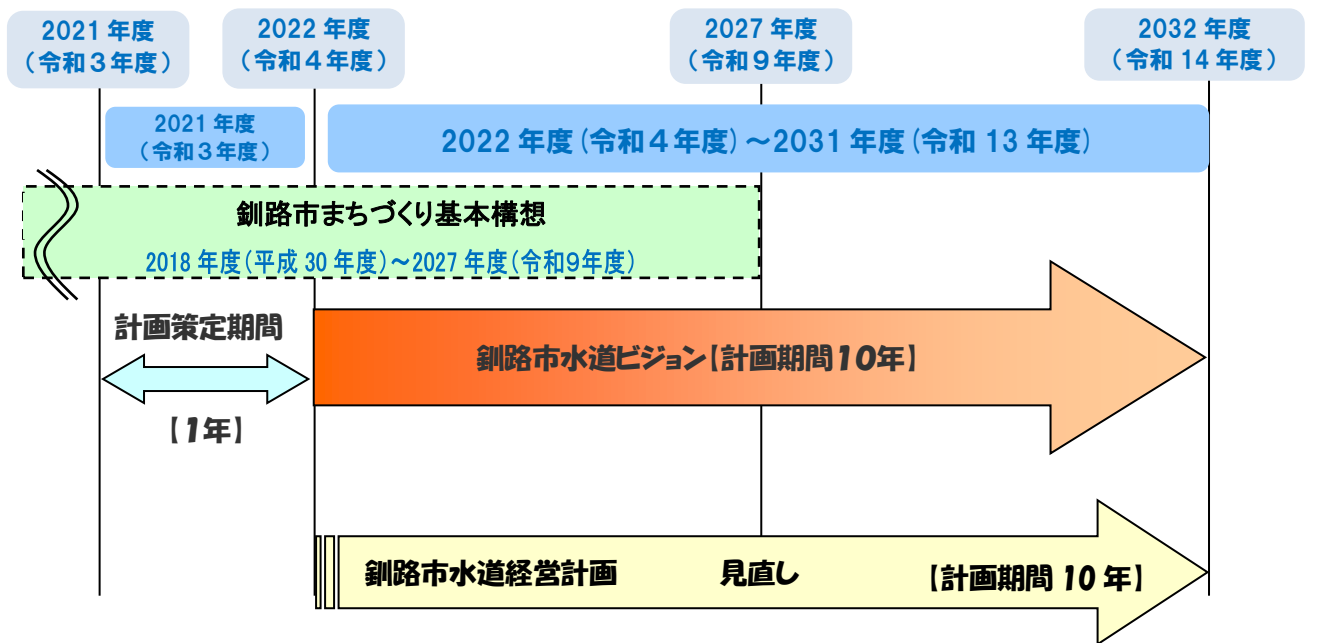 2021 年度
（令和３年度）
2022 年度
（令和４年度）
2027 年度
（令和９年度）
2032 年度
（令和 14 年度）
2021 年度
（令和３年度）
2022 年度（令和４年度）～2031 年度（令和 13 年度）
釧路市まちづくり基本構想
2018 年度（平成 30 年度）～2027 年度（令和９年度）
計画策定期間
【1年】
釧路市水道ビジョン【計画期間10年】
釧路市水道経営計画
見直し
【計画期間 10 年】